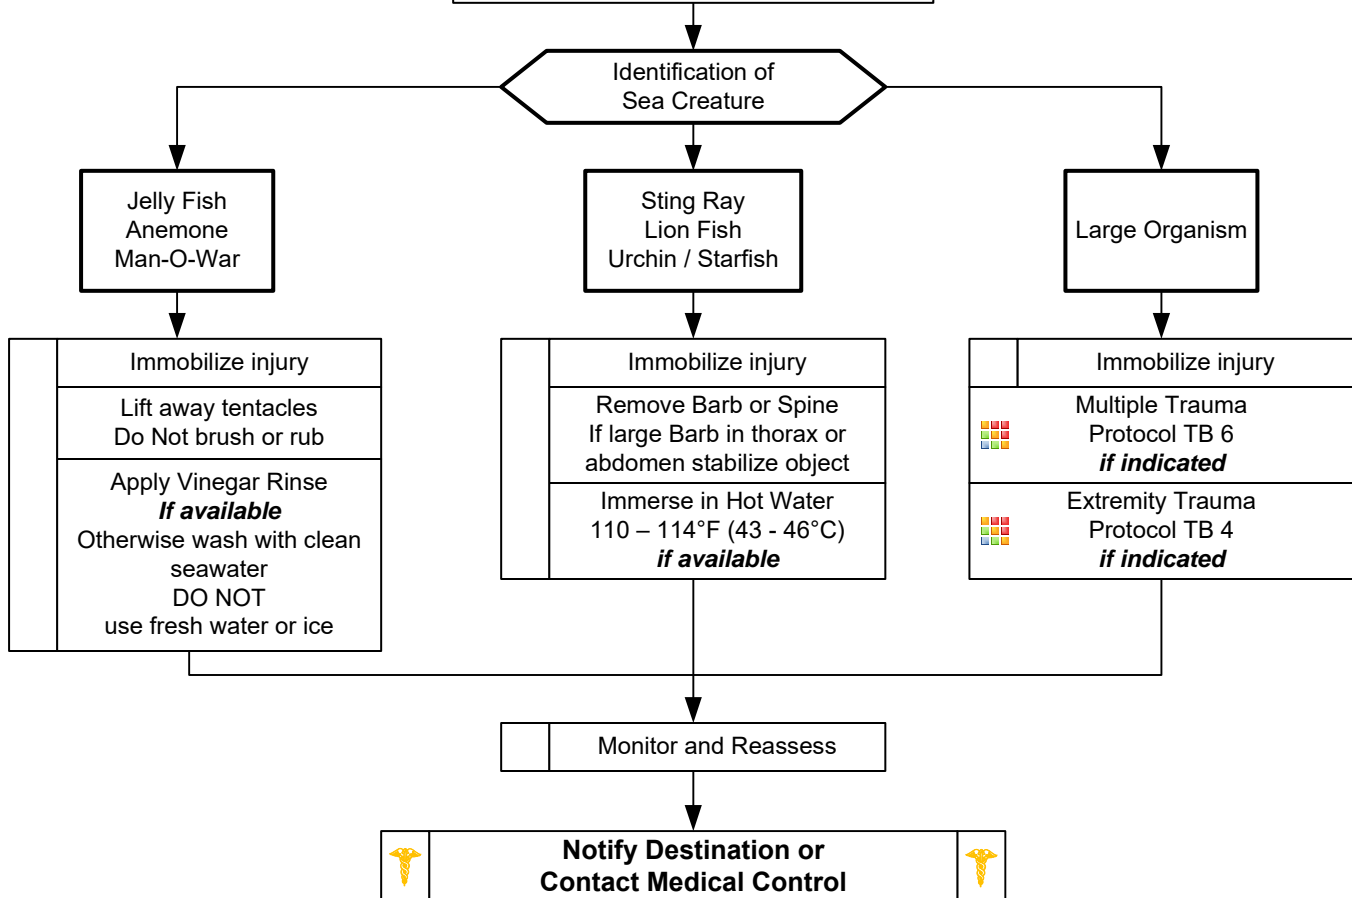 Identification of
Sea Creature
Jelly Fish
Anemone
Man-O-War
Sting Ray
Lion Fish
Urchin / Starfish
Large Organism
Immobilize injury
Lift away tentacles
Do Not brush or rub
Apply Vinegar Rinse
If available
Otherwise wash with clean
seawater
DO NOT
use fresh water or ice
Immobilize injury
Remove Barb or Spine
If large Barb in thorax or
abdomen stabilize object
Immerse in Hot Water
110 – 114°F (43 - 46°C)
if available
Immobilize injury
Multiple Trauma
Protocol TB 6
if indicated
Extremity Trauma
Protocol TB 4
if indicated
Monitor and Reassess
Notify Destination or
Contact Medical Control